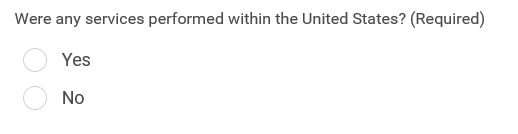 Were any services performed within the United States? (Required)
Yes
No